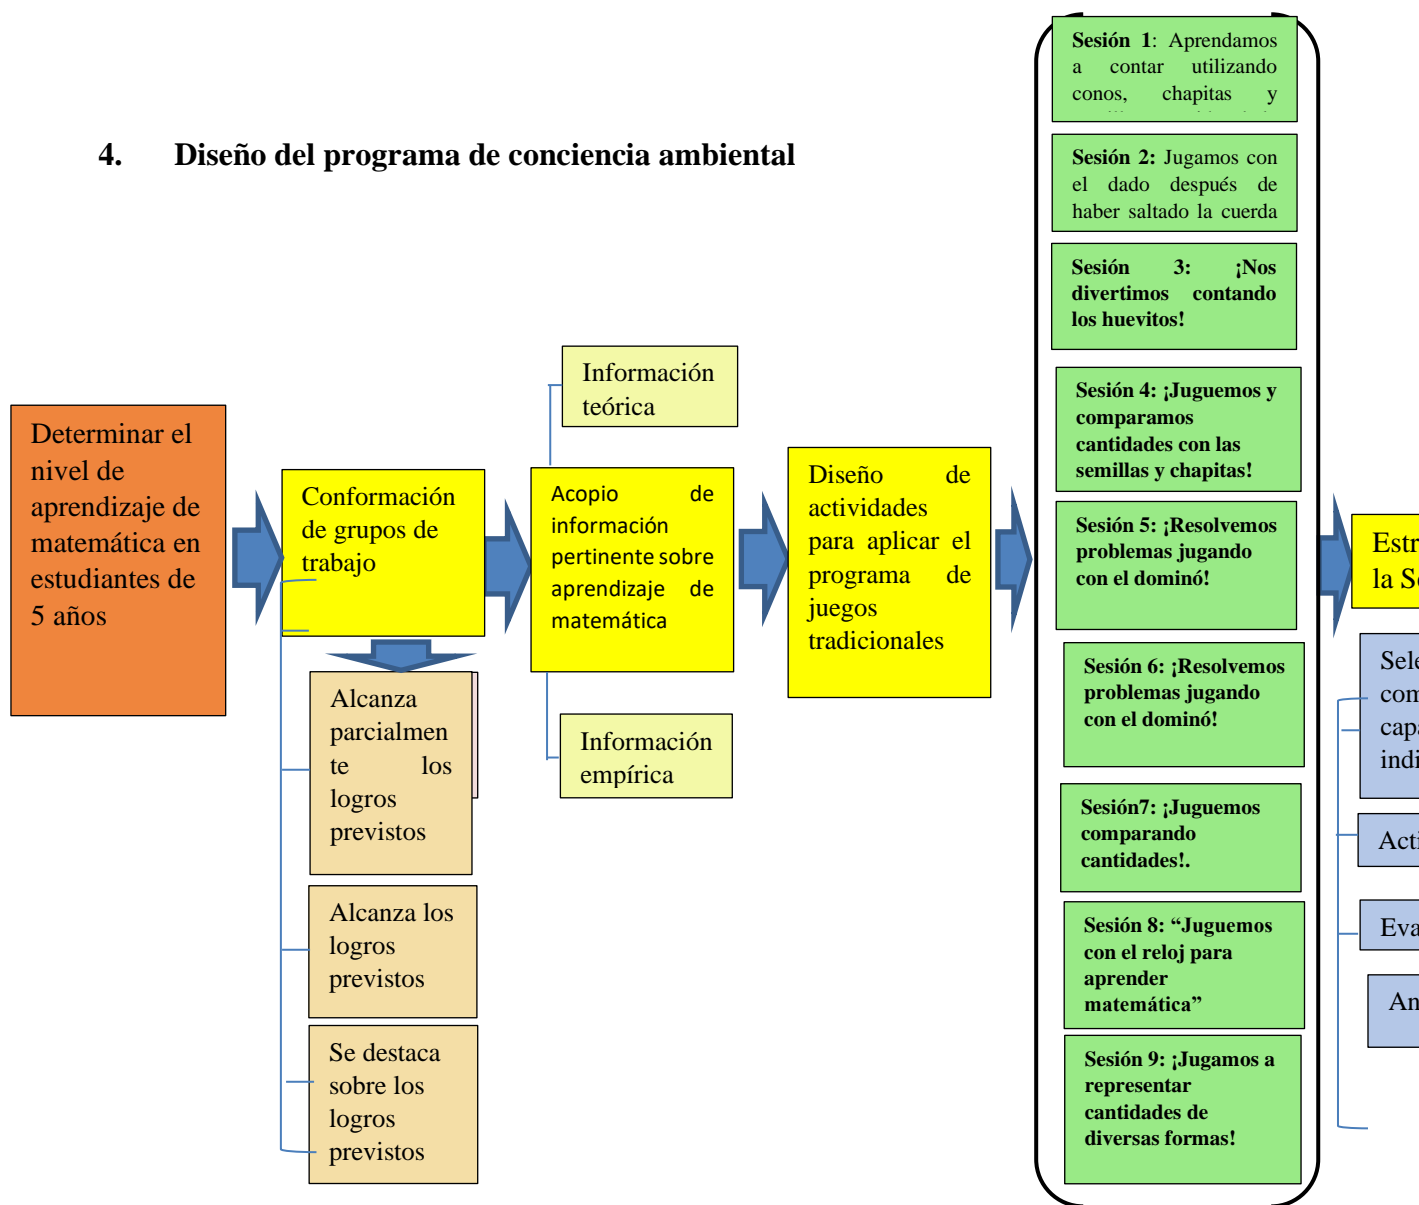 4. Diseño del programa de conciencia ambiental
Determinar el
nivel de
aprendizaje de
matemática en
estudiantes de
5 años
Conformación
de grupos de
trabajo
Alcanza
parcialmen
te los
logros
previstos
Alcanza los
logros
previstos
Se destaca
sobre los
logros
previstos
Información
teórica
Acopio de
información
pertinente sobre
aprendizaje de
matemática
Información
empírica
Diseño de
actividades
para aplicar el
programa de
juegos
tradicionales
Sesión 1: Aprendamos
a contar utilizando
conos, chapitas y
Sesión 2: Jugamos con
el dado después de
haber saltado la cuerda
Sesión 3: ¡Nos
divertimos contando
los huevitos!
Sesión 4: ¡Juguemos y
comparamos
cantidades con las
semillas y chapitas!
Sesión 5: ¡Resolvemos
problemas jugando
con el dominó!
Sesión 6: ¡Resolvemos
problemas jugando
con el dominó!
Sesión7: ¡Juguemos
comparando
cantidades!.
Sesión 8: “Juguemos
con el reloj para
aprender
matemática”
Sesión 9: ¡Jugamos a
representar
cantidades de
diversas formas!
Estr
la S
Sele
com
capa
indi
Acti
Eva
An